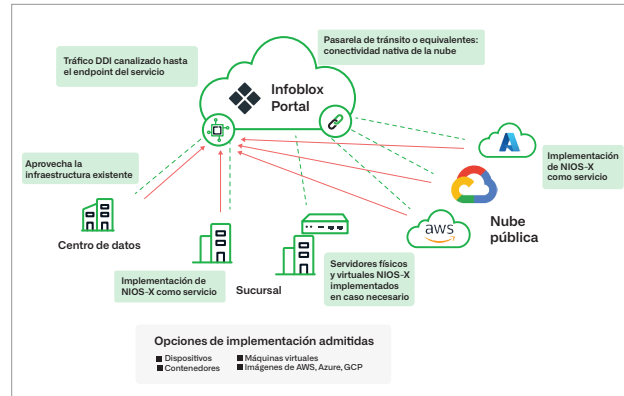 Pasarela de tránsito o equivalentes:
conectividad nativa de la nube
Tráfico DDI canalizado hasta
el endpoint del servicio
Infoblox
Portal
Aprovecha la
infraestructura existente
Implementación
de NIOS-X
como servicio
Centro de datos
aws
Nube
pública
Implementación de
NIOS-X como servicio
Sucursal
Servidores físicos
y virtuales NIOS-X
implementados
en caso necesario
Opciones de implementación admitidas
Dispositivos
Máquinas virtuales
Contenedores
Imágenes de AWS, Azure, GCP